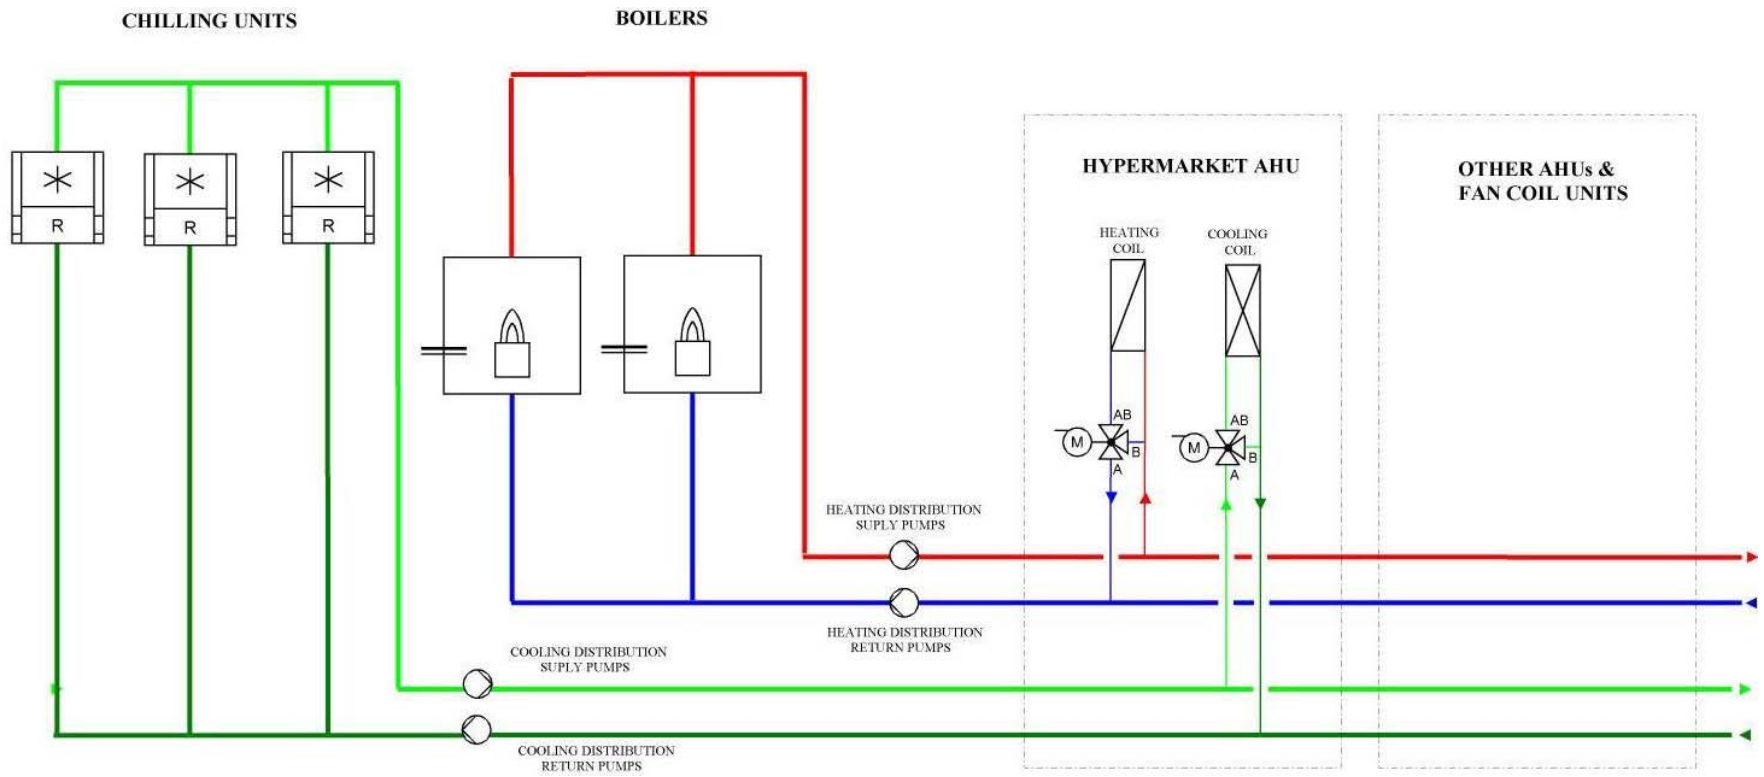 CHILLING UNITS
BOILERS
HYPERMARKET AHU
OTHER AHUs &
FAN COIL UNITS
R
R
R
HEATING
COIL
COOLING
COIL
AB
M
B
A
AB
M
B
A
HEATING DISTRIBUTION
SUPLY PUMPS
HEATING DISTRIBUTION
RETURN PUMPS
COOLING DISTRIBUTION
SUPLY PUMPS
COOLING DISTRIBUTION
RETURN PUMPS